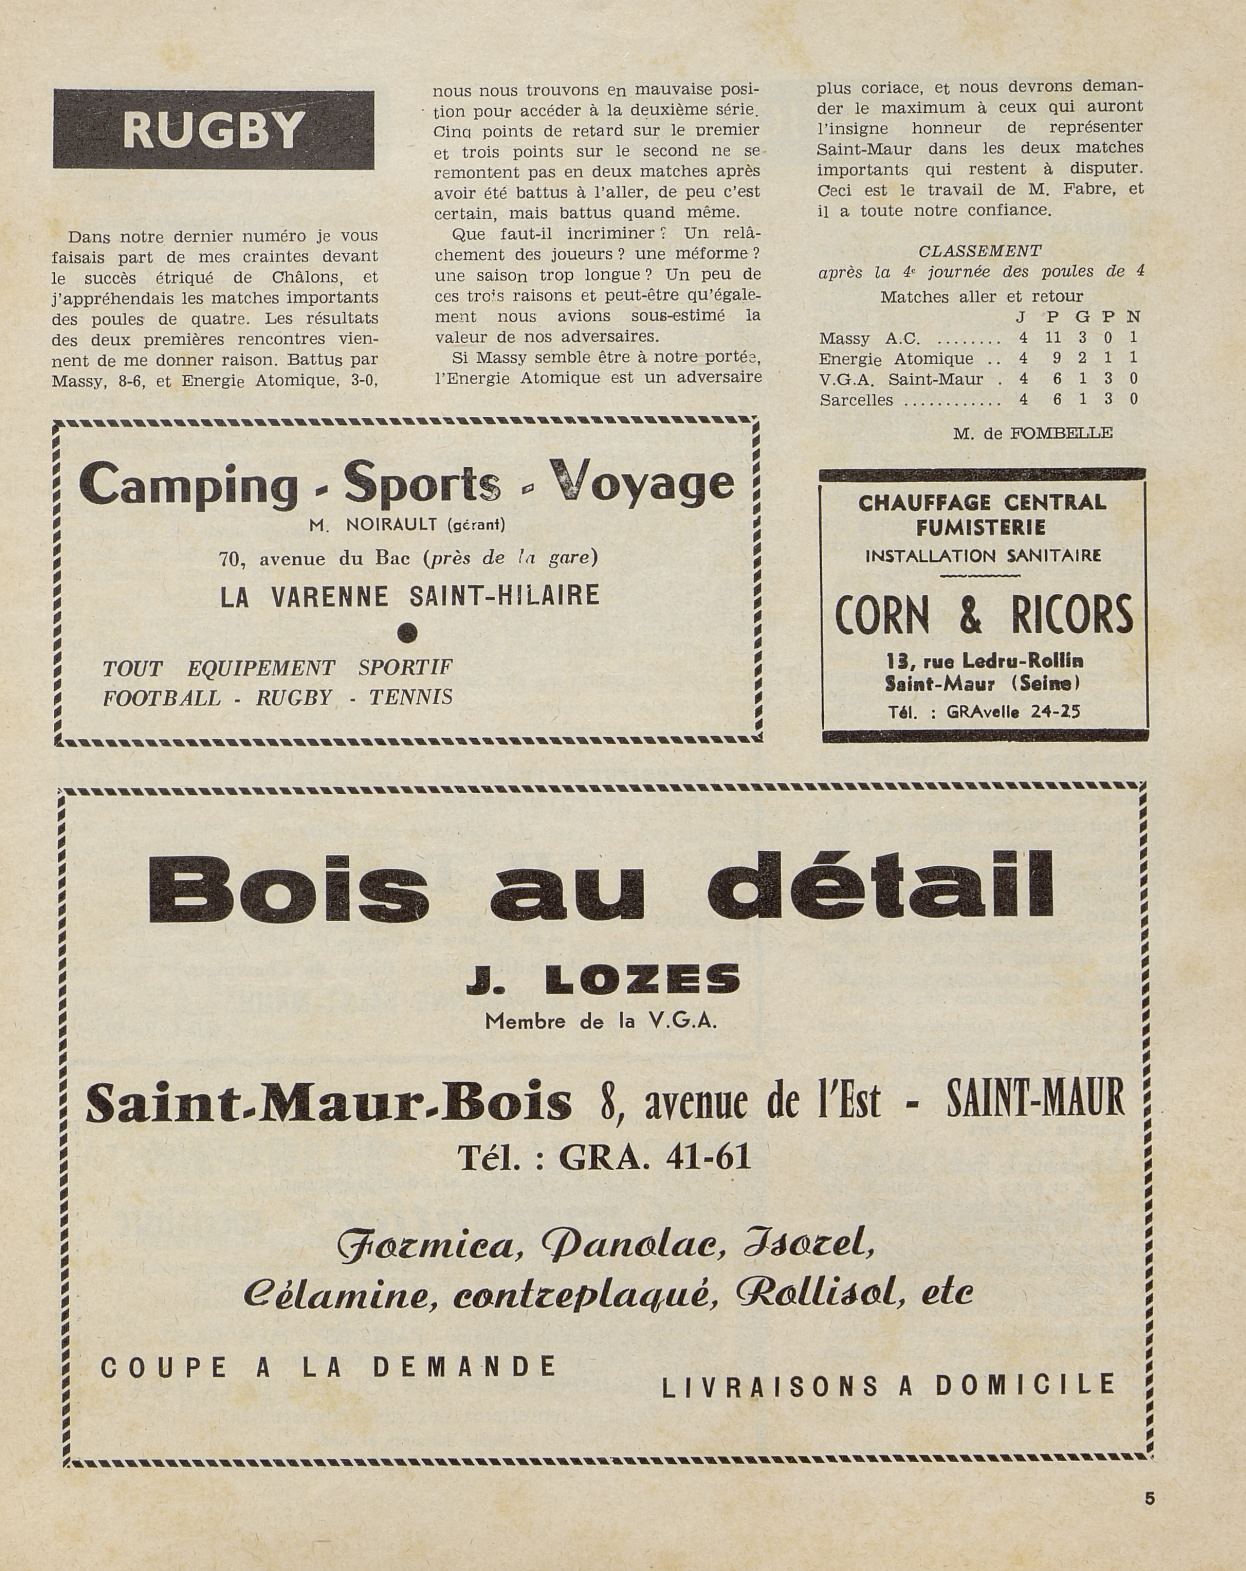 RUGBY
Dans notre dernier numéro je vous
faisais part de mes craintes devant
le succès étriqué de Châlons, et
j'appréhendais les matches importants
des poules de quatre. Les résultats
des deux premières rencontres vien-
nent de me donner raison. Battus par
Massy, 8-6, et Energie Atomique, 3-0,
nous nous trouvons en mauvaise posi-
tion pour accéder à la deuxième série.
Cinq points de retard sur le premier
et trois points sur le second ne se
remontent pas en deux matches après
avoir été battus à l'aller, de peu c'est
certain, mais battus quand même.
Que faut-il incriminer ? Un relâ-
chement des joueurs ? une méforme ?
une saison trop longue ? Un peu de
ces trois raisons et peut-être qu'égale-
ment nous avions sous-estimé la
valeur de nos adversaires.
Si Massy semble être à notre portée,
l'Energie Atomique est un adversaire
plus coriace, et nous devrons deman-
der le maximum à ceux qui auront
l'insigne honneur de représenter
Saint-Maur dans les deux matches
importants qui restent à disputer.
Ceci est le travail de M. Fabre, et
il a toute notre confiance.
CLASSEMENT
après la 4e journée des poules de 4
Matches aller et retour
J P G P N
Massy A.C. ........ 4 11 3 0 1
Energie Atomique .. 4 9 2 1 1
V.G.A. Saint-Maur . 4 6 1 3 0
Sarcelles ............ 4 6 1 3 0
M. de FOMBELLE
Camping - Sports - Voyage
M. NOIRAULT (gérant)
70, avenue du Bac (près de la gare)
LA VARENNE SAINT-HILAIRE
TOUT EQUIPEMENT SPORTIF
FOOTBALL - RUGBY - TENNIS
CHAUFFAGE CENTRAL
FUMISTERIE
INSTALLATION SANITAIRE
CORN & RICORS
13, rue Ledru-Rollin
Saint-Maur (Seine)
Tél. : GRAvelle 24-25
Bois au détail
J. LOZES
Membre de la V.G.A.
Saint-Maur-Bois 8, avenue de l'Est - SAINT-MAUR
Tél. : GRA. 41-61
Formica, Panolac, Isorel,
Célamine, contreplaqué, Rollisol, etc
COUPE A LA DEMANDE
LIVRAISONS A DOMICILE
5